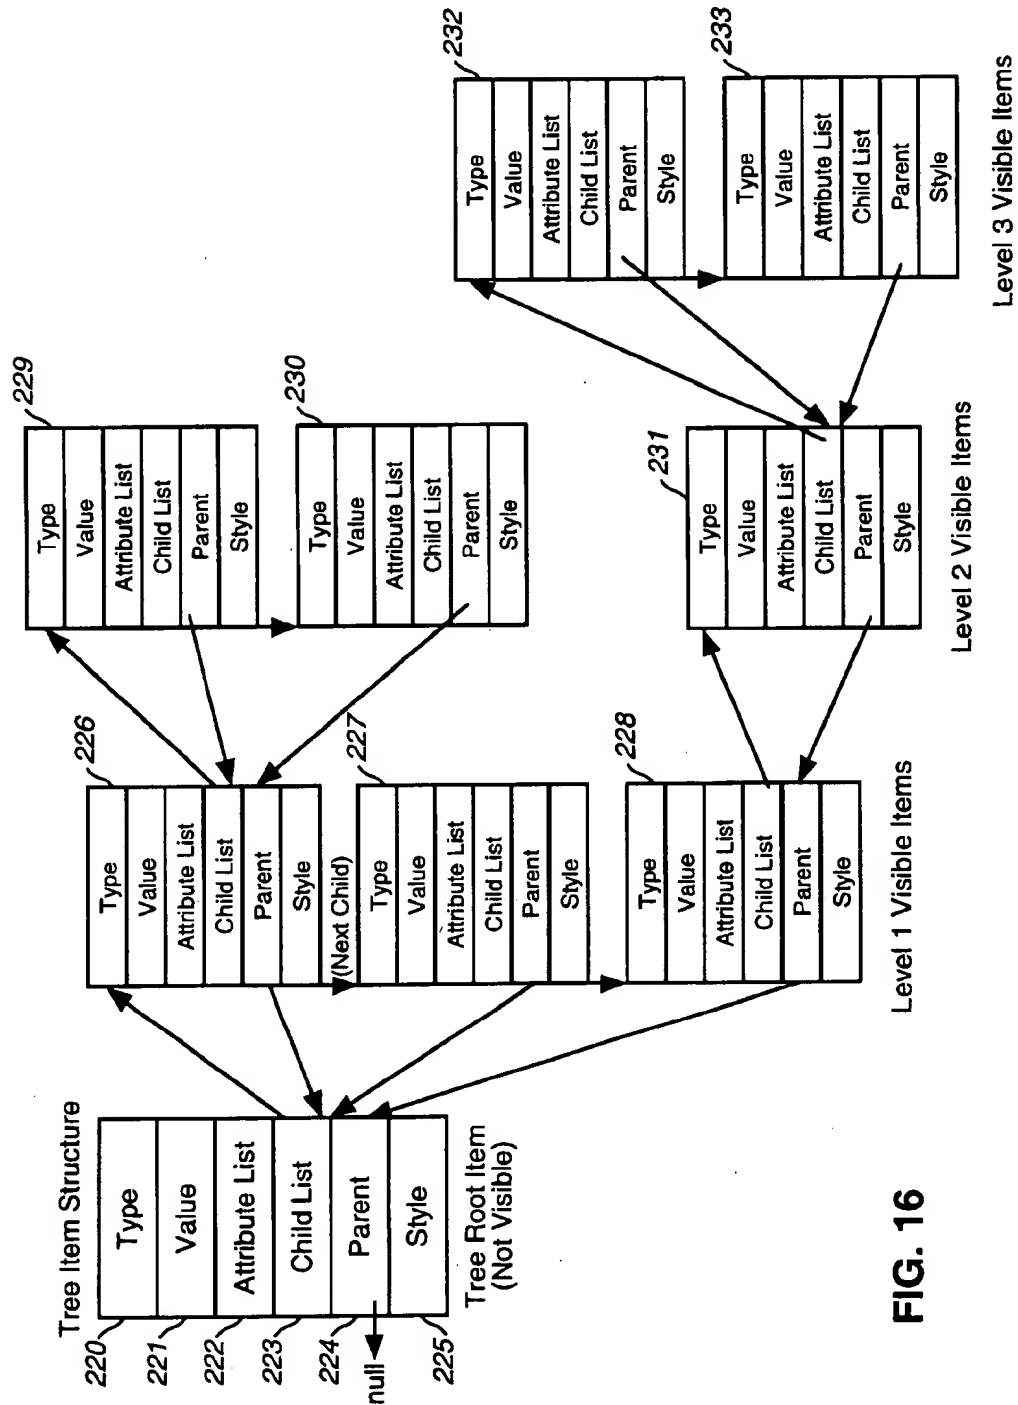 Tree Item Structure
220
Type
221
Value
222
Attribute List
223
Child List
224
Parent
null
225
Style
Tree Root Item
(Not Visible)
226
Type
Value
Attribute List
Child List
Parent
Style
(Next Child)
227
Type
Value
Attribute List
Child List
Parent
Style
228
Type
Value
Attribute List
Child List
Parent
Style
Level 1 Visible Items
229
Type
Value
Attribute List
Child List
Parent
Style
230
Type
Value
Attribute List
Child List
Parent
Style
231
Type
Value
Attribute List
Child List
Parent
Style
Level 2 Visible Items
232
Type
Value
Attribute List
Child List
Parent
Style
233
Type
Value
Attribute List
Child List
Parent
Style
Level 3 Visible Items
FIG. 16